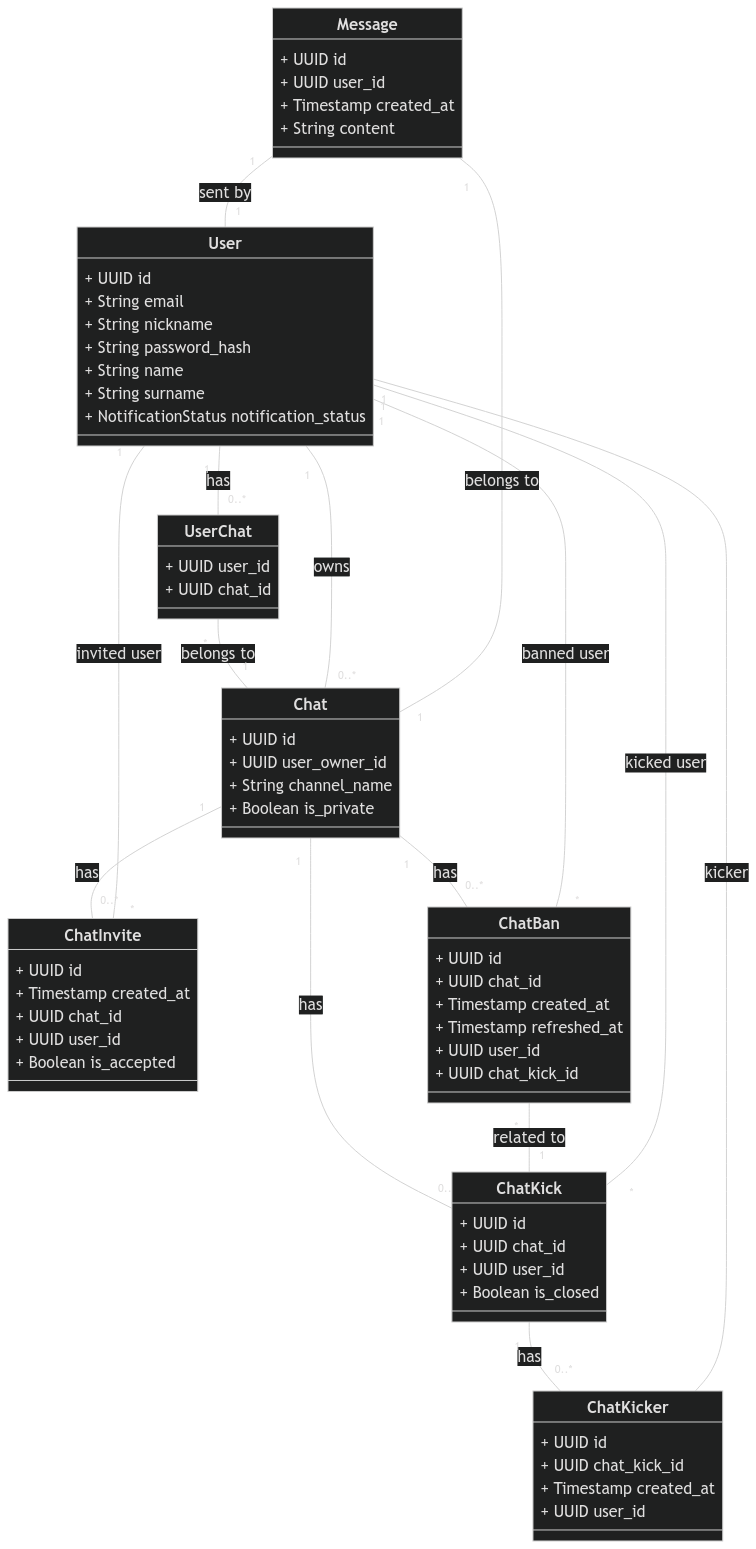 Message
+ UUID id
+ UUID user_id
+ Timestamp created_at
+ String content
1
1
sent by
1
User
+ UUID id
+ String email
+ String nickname
+ String password_hash
+ String name
+ String surname
+ NotificationStatus notification_status
1
1
1
1
1
1
has
belongs to
0..*
UserChat
+ UUID user_id
+ UUID chat_id
owns
*
invited user
belongs to
banned user
1
0..*
Chat
+ UUID id
+ UUID user_owner_id
+ String channel_name
+ Boolean is_private
1
kicked user
1
1
1
has
has
kicker
0..*
*
0..*
*
ChatInvite
+ UUID id
+ Timestamp created_at
+ UUID chat_id
+ UUID user_id
+ Boolean is_accepted
has
ChatBan
+ UUID id
+ UUID chat_id
+ Timestamp created_at
+ Timestamp refreshed_at
+ UUID user_id
+ UUID chat_kick_id
*
related to
1
0..
*
ChatKick
+ UUID id
+ UUID chat_id
+ UUID user_id
+ Boolean is_closed
has
0..*
ChatKicker
+ UUID id
+ UUID chat_kick_id
+ Timestamp created_at
+ UUID user_id